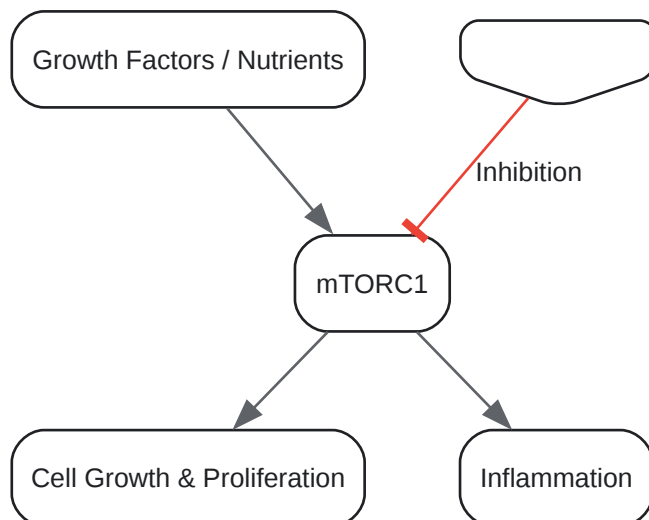 Growth Factors / Nutrients
Inhibition
mTORC1
Cell Growth & Proliferation
Inflammation